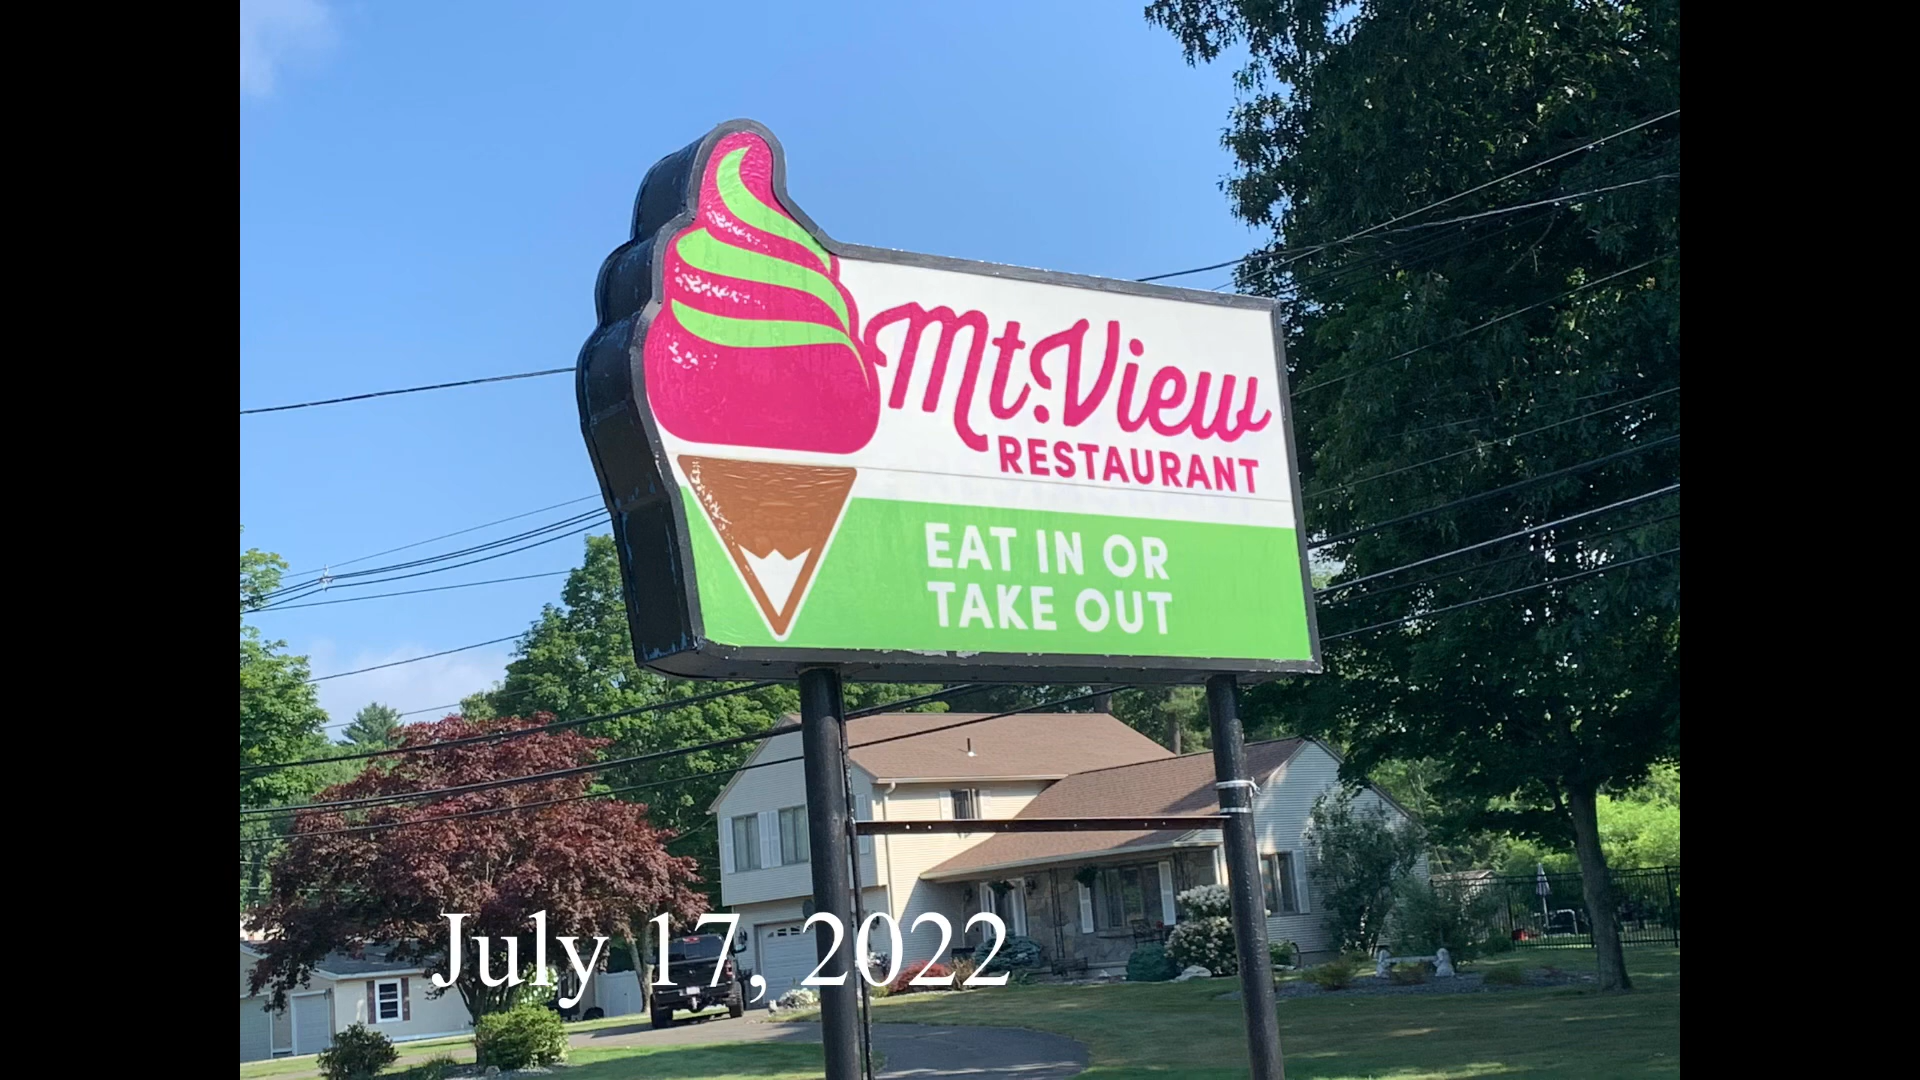 Mt. View
RESTAURANT
EAT IN OR
TAKE OUT
July 17, 2022